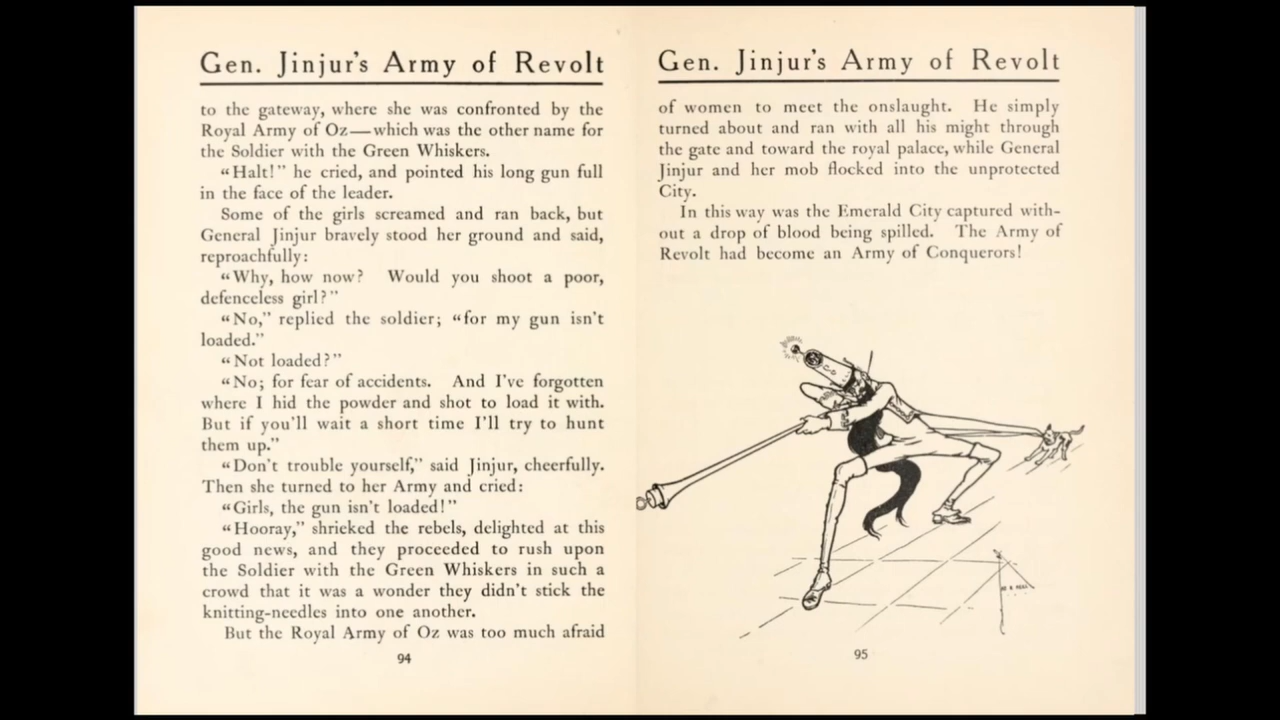 Gen. Jinjur's Army of Revolt
to the gateway, where she was confronted by the
Royal Army of Oz—which was the other name for
the Soldier with the Green Whiskers.
“Halt!” he cried, and pointed his long gun full
in the face of the leader.
Some of the girls screamed and ran back, but
General Jinjur bravely stood her ground and said,
reproachfully:
“Why, how now? Would you shoot a poor,
defenceless girl?”
“No,” replied the soldier; “for my gun isn't
loaded.”
“Not loaded?”
“No; for fear of accidents. And I've forgotten
where I hid the powder and shot to load it with.
But if you'll wait a short time I'll try to hunt
them up.”
“Don't trouble yourself,” said Jinjur, cheerfully.
Then she turned to her Army and cried:
“Girls, the gun isn't loaded!”
“Hooray,” shrieked the rebels, delighted at this
good news, and they proceeded to rush upon
the Soldier with the Green Whiskers in such a
crowd that it was a wonder they didn't stick the
knitting-needles into one another.
But the Royal Army of Oz was too much afraid
94
Gen. Jinjur's Army of Revolt
of women to meet the onslaught. He simply
turned about and ran with all his might through
the gate and toward the royal palace, while General
Jinjur and her mob flocked into the unprotected
City.
In this way was the Emerald City captured with-
out a drop of blood being spilled. The Army of
Revolt had become an Army of Conquerors!
95